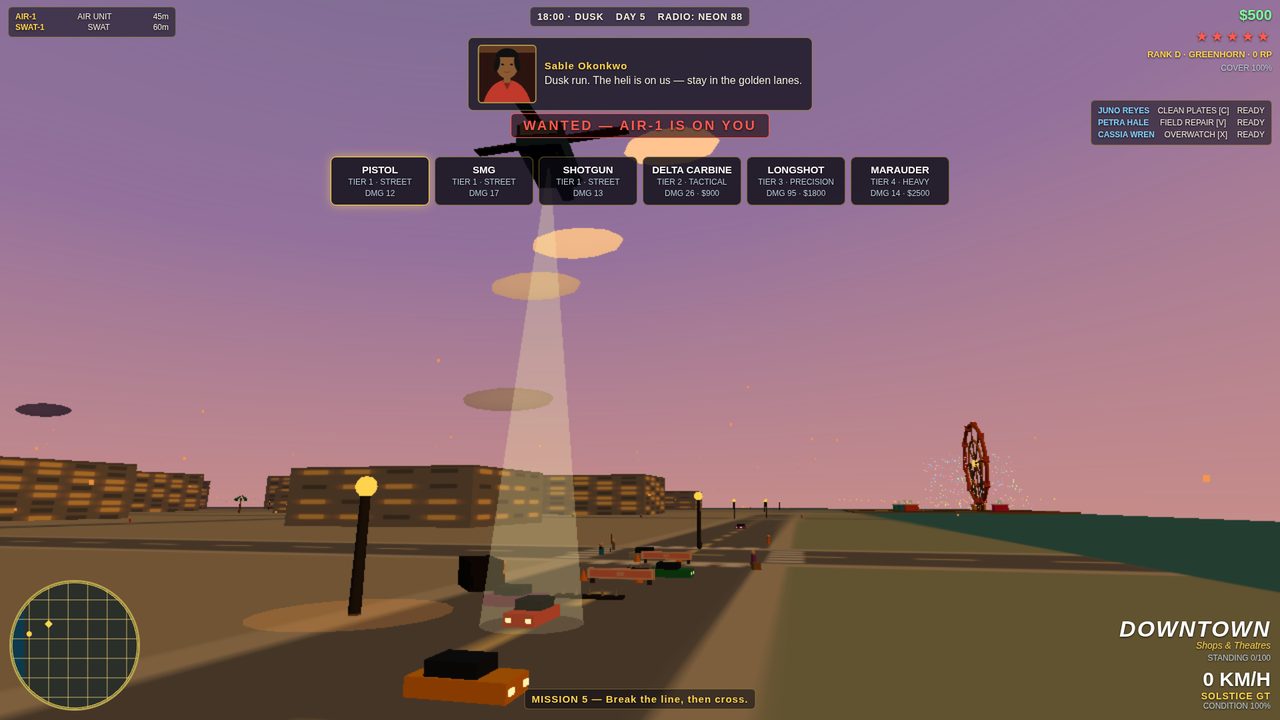 AIR-1 AIR UNIT 45m
SWAT-1 SWAT 60m
18:00 · DUSK DAY 5 RADIO: NEON 88
$500
★ ★ ★ ★ ★
RANK D · GREENHORN · 0 RP
COVER 100%
Sable Okonkwo
Dusk run. The heli is on us — stay in the golden lanes.
WANTED — AIR-1 IS ON YOU
JUNO REYES CLEAN PLATES [C] READY
PETRA HALE FIELD REPAIR [V] READY
CASSIA WREN OVERWATCH [X] READY
PISTOL
TIER 1 · STREET
DMG 12
SMG
TIER 1 · STREET
DMG 17
SHOTGUN
TIER 1 · STREET
DMG 13
DELTA CARBINE
TIER 2 · TACTICAL
DMG 26 · $900
LONGSHOT
TIER 3 · PRECISION
DMG 95 · $1800
MARAUDER
TIER 4 · HEAVY
DMG 14 · $2500
DOWNTOWN
Shops & Theatres
STANDING 0/100
0 KM/H
SOLSTICE GT
CONDITION 100%
MISSION 5 — Break the line, then cross.